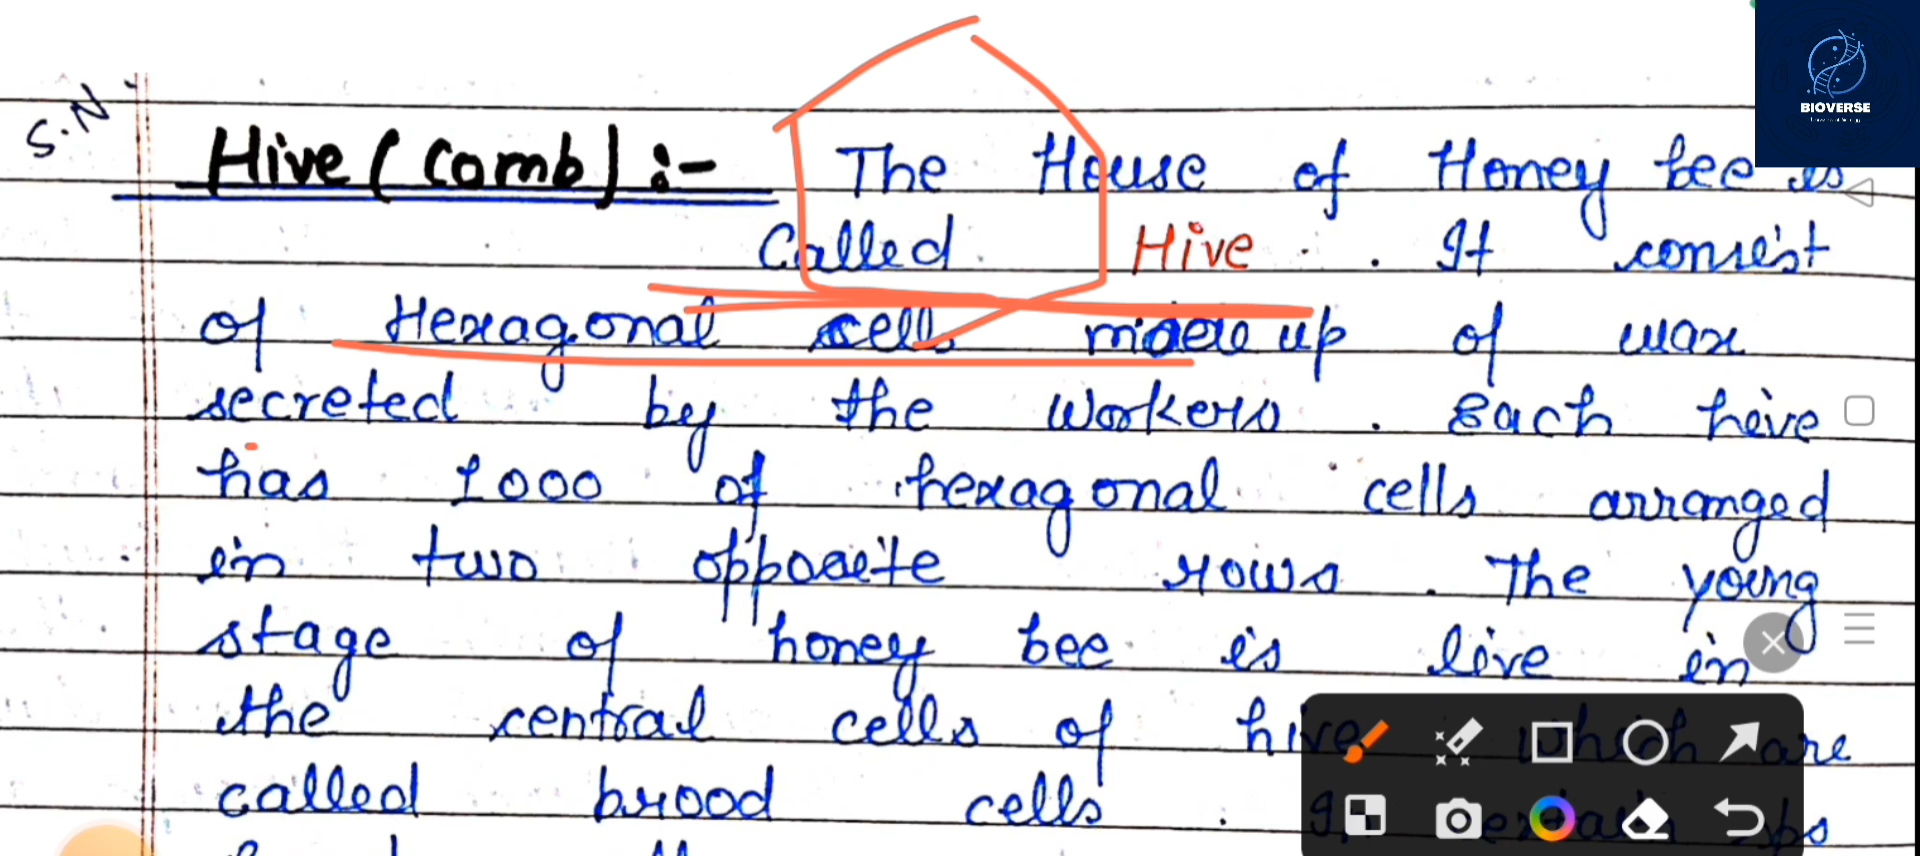 BIOVERSE
S.N
Hive (comb) :- The House of Honey bee is
Called Hive . It consist
of Hexagonal cell made up of wax
secreted by the workers . Each hive
has 1000 of hexagonal cells arranged
in two opposite rows . The young
stage of honey bee is live in
the central cells of hive which are
called brood cells .